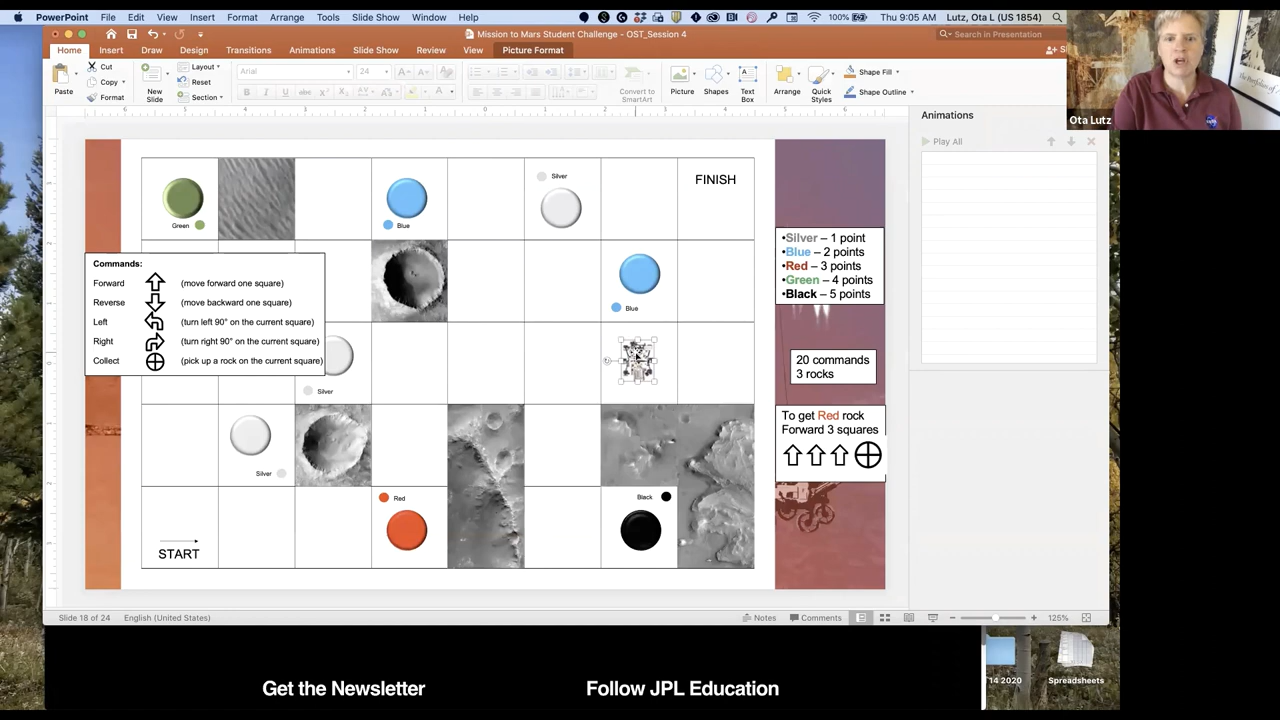 PowerPoint File Edit View Insert Format Arrange Tools Slide Show Window Help
100% Thu 9:05 AM Lutz, Ota L (US 1854)
Mission to Mars Student Challenge - OST_Session 4
Search in Presentation
Home Insert Draw Design Transitions Animations Slide Show Review View Picture Format
Paste
Cut
Copy
Format
New Slide
Layout
Reset
Section
Arial 24
Convert to SmartArt
Picture
Shapes
Text Box
Arrange
Quick Styles
Shape Fill
Shape Outline
Ota Lutz
Animations
Play All
Green
Blue
Silver
FINISH
Commands:
Forward (move forward one square)
Reverse (move backward one square)
Left (turn left 90° on the current square)
Right (turn right 90° on the current square)
Collect (pick up a rock on the current square)
Blue
Silver
Silver
Red
Black
START
•Silver – 1 point
•Blue – 2 points
•Red – 3 points
•Green – 4 points
•Black – 5 points
20 commands
3 rocks
To get Red rock
Forward 3 squares
Slide 18 of 24 English (United States)
Notes Comments 125%
14 2020 Spreadsheets
Get the Newsletter Follow JPL Education